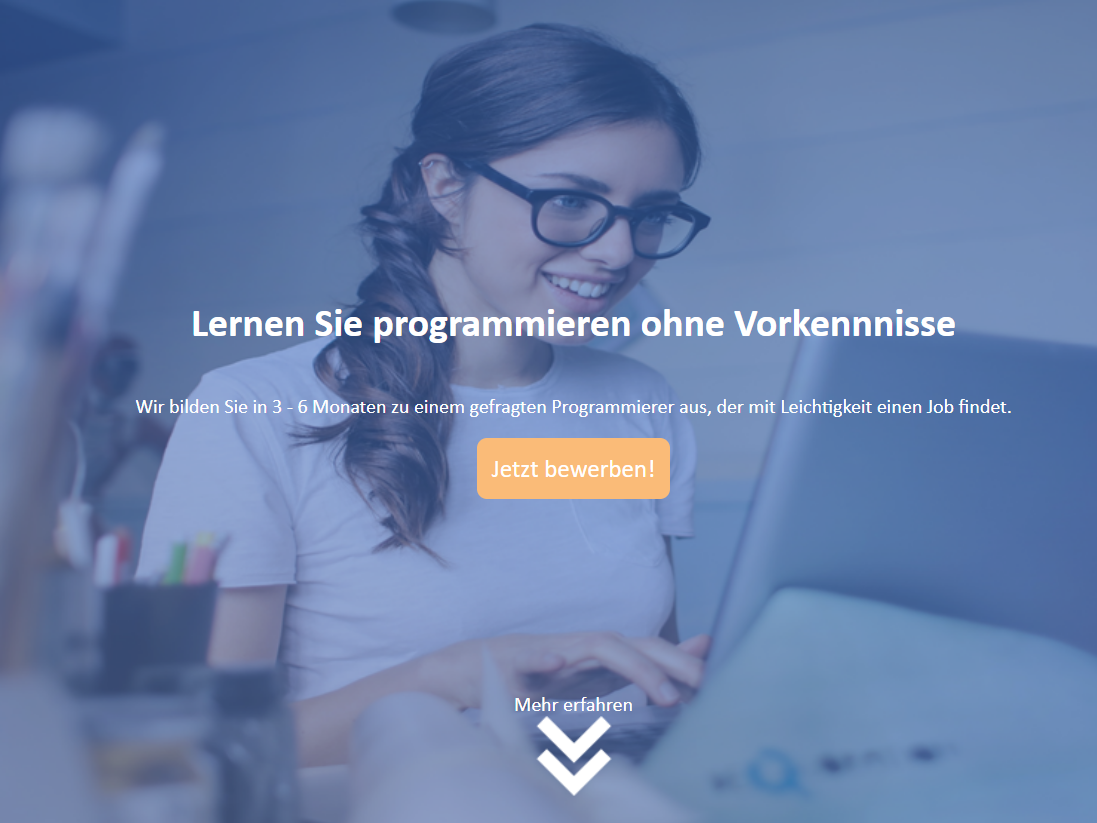 Lernen Sie programmieren ohne Vorkennnisse
Wir bilden Sie in 3 - 6 Monaten zu einem gefragten Programmierer aus, der mit Leichtigkeit einen Job findet.
Jetzt bewerben!
Mehr erfahren